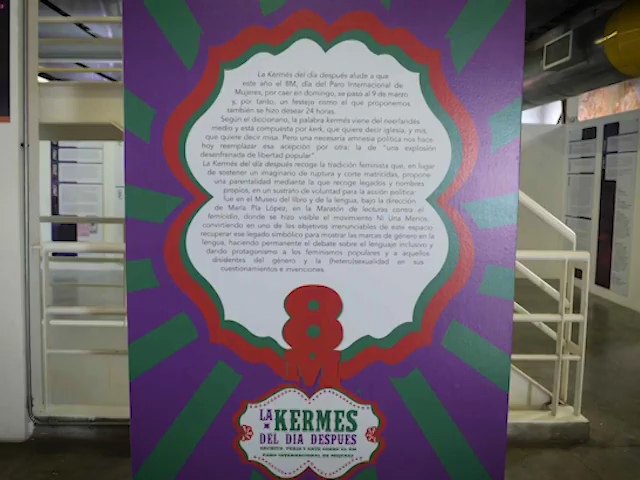 La Kermés del día después alude a que
este año el 8M, día del Paro Internacional de
Mujeres, por caer en domingo, se pasó al 9 de marzo
y, por tanto, un festejo como el que proponemos
también se hizo desear 24 horas.
Según el diccionario, la palabra kermés viene del neerlandés
medio y está compuesta por kerk, que quiere decir iglesia, y mis,
que quiere decir misa. Pero una necesaria amnesia política nos hace
hoy reemplazar esa acepción por otra: la de "una explosión
desenfrenada de libertad popular"
La Kermés del día después recoge la tradición feminista que, en lugar
de sostener un imaginario de ruptura y corte matricidas, propone
una parentalidad mediante la que recoge legados y nombres
propios, en un sustrato de voluntad para la acción política:
fue en el Museo del libro y de la lengua, bajo la dirección
de María Pia López, en la Maratón de lecturas contra el
femicidio, donde se hizo visible el movimiento Ni Una Menos,
convirtiendo en uno de los objetivos irrenunciables de este espacio
recuperar ese legado simbólico para mostrar las marcas de género en la
lengua, haciendo permanente el debate sobre el lenguaje inclusivo y
dando protagonismo a los feminismos populares y a aquellos
disidentes del género y la (hetero)sexualidad en sus
cuestionamientos e invenciones.
8
M
LA KERMES
DEL DIA DESPUES
PARO INTERNACIONAL DE MUJERES